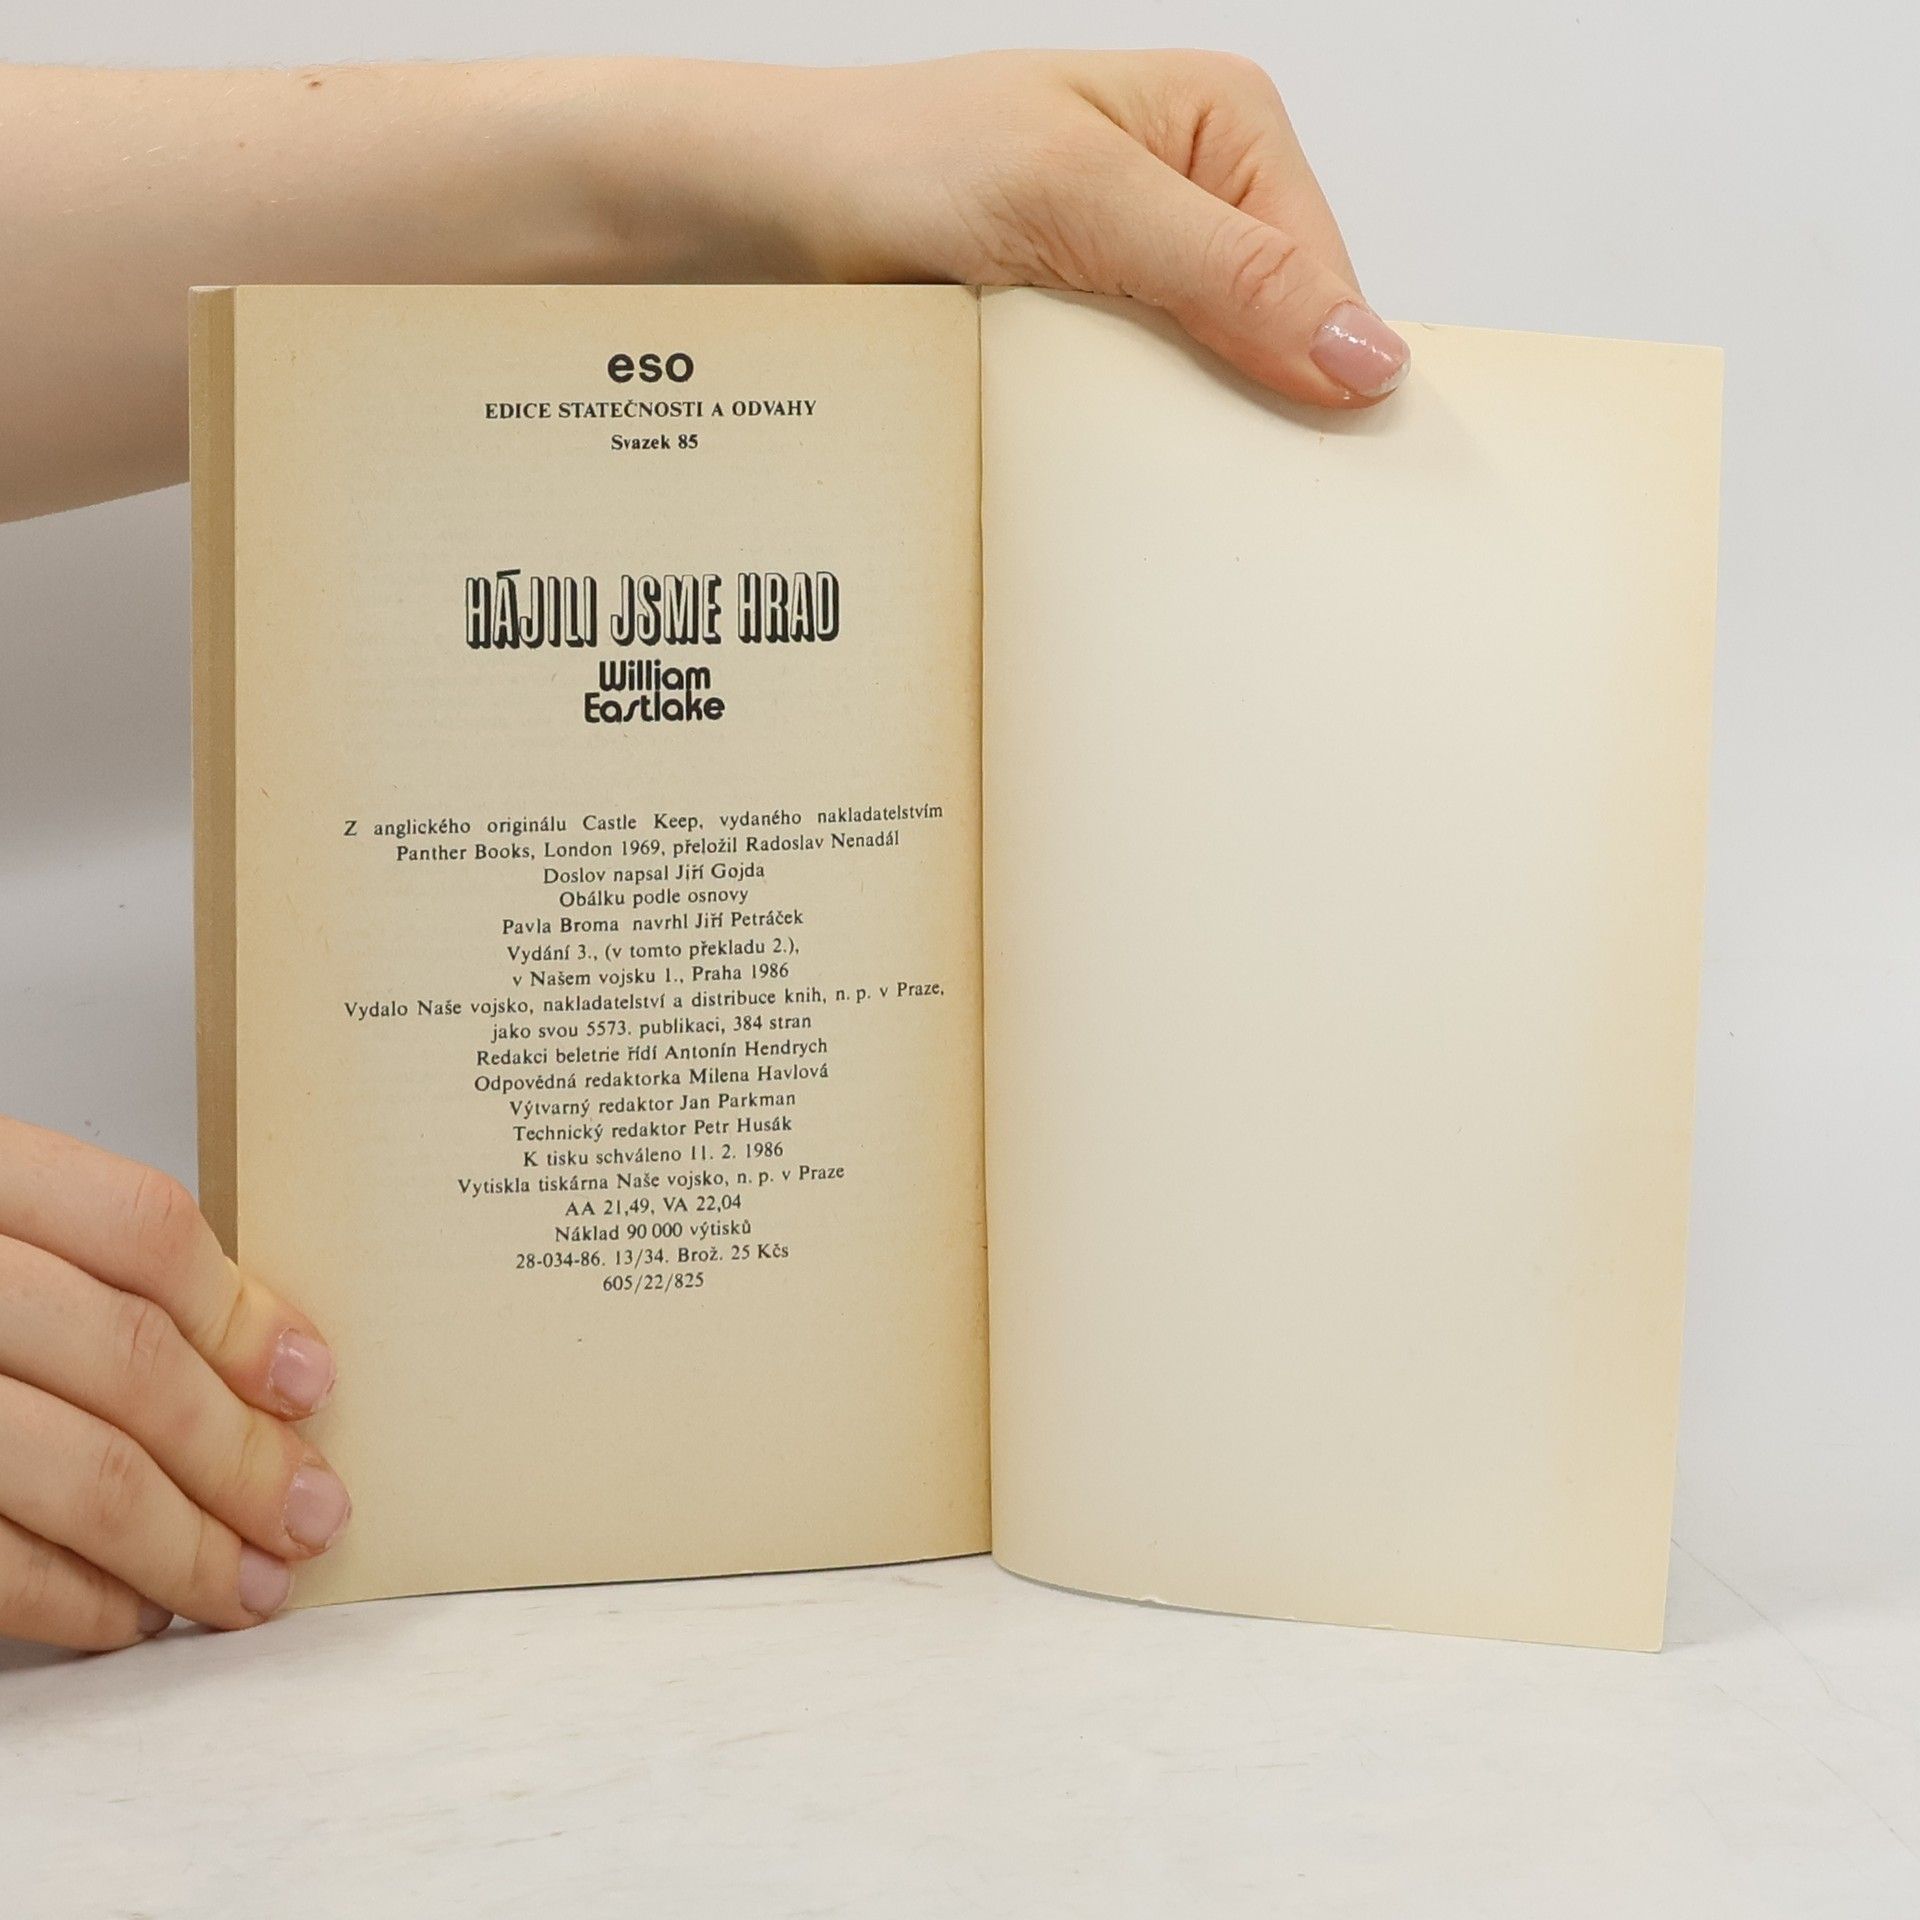 eso
EDICE STATEČNOSTI A ODVAHY
Svazek 85
HÁJILI JSME HRAD
William
Eastlake
Z anglického originálu Castle Keep, vydaného nakladatelstvím
Panther Books, London 1969, přeložil Radoslav Nenadál
Doslov napsal Jiří Gojda
Obálku podle osnovy
Pavla Broma navrhl Jiří Petráček
Vydání 3., (v tomto překladu 2.),
v Našem vojsku 1., Praha 1986
Vydalo Naše vojsko, nakladatelství a distribuce knih, n. p. v Praze,
jako svou 5573. publikaci, 384 stran
Redakci beletrie řídí Antonín Hendrych
Odpovědná redaktorka Milena Havlová
Výtvarný redaktor Jan Parkman
Technický redaktor Petr Husák
K tisku schváleno 11. 2. 1986
Vytiskla tiskárna Naše vojsko, n. p. v Praze
AA 21,49, VA 22,04
Náklad 90 000 výtisků
28-034-86. 13/34. Brož. 25 Kčs
605/22/825